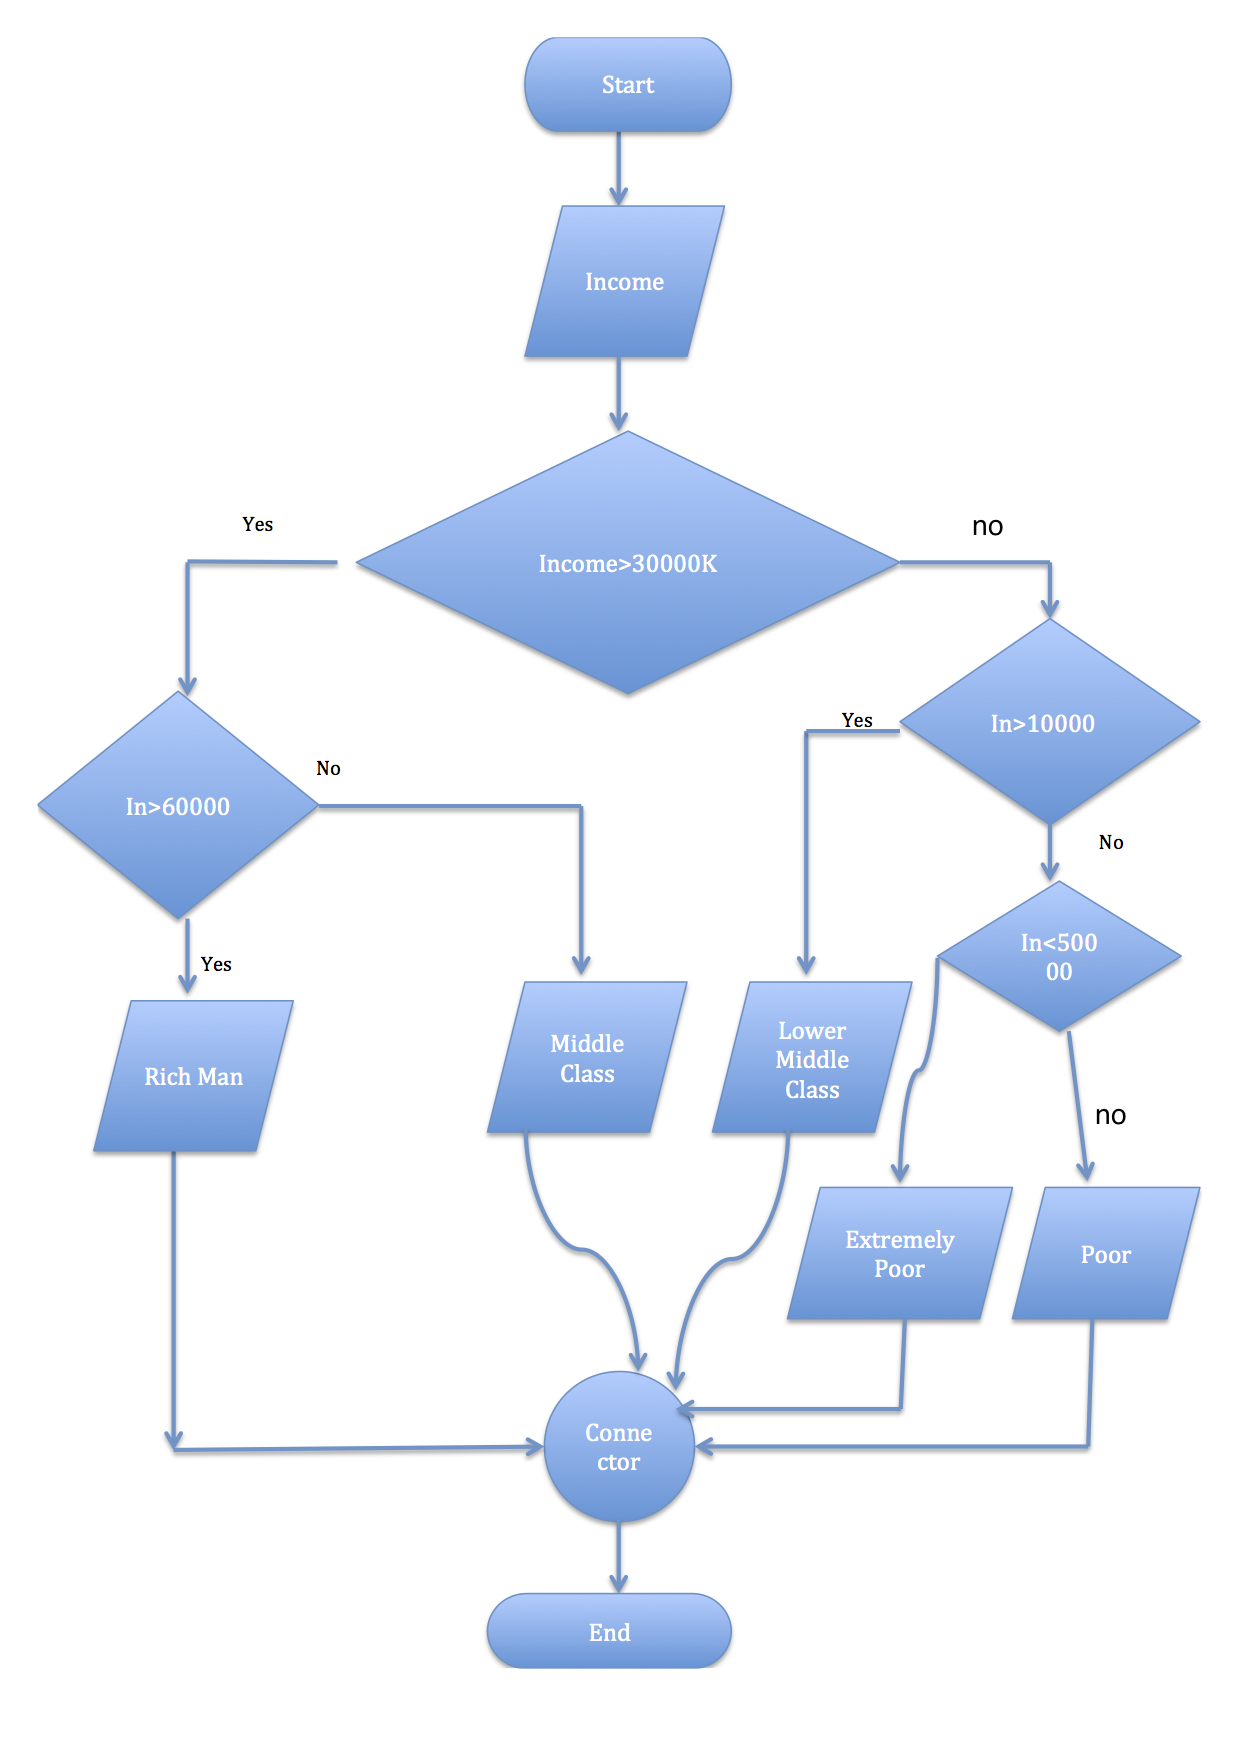 Start
Income
Yes
no
Income>30000K
Yes
In>10000
No
In>60000
No
In<500
00
Yes
Rich Man
Middle
Class
Lower
Middle
Class
no
Extremely
Poor
Poor
Conne
ctor
End